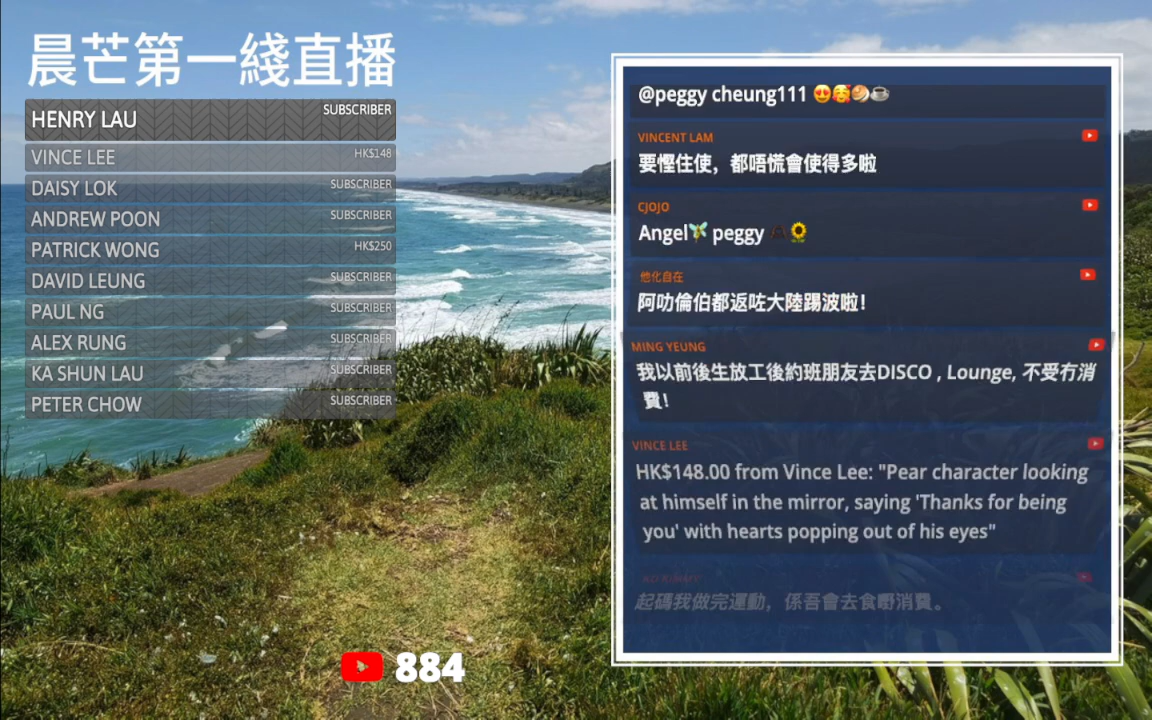 晨芒第一綫直播
HENRY LAU SUBSCRIBER
VINCE LEE HK$148
DAISY LOK SUBSCRIBER
ANDREW POON SUBSCRIBER
PATRICK WONG HK$250
DAVID LEUNG SUBSCRIBER
PAUL NG SUBSCRIBER
ALEX RUNG SUBSCRIBER
KA SHUN LAU SUBSCRIBER
PETER CHOW SUBSCRIBER
884
@peggy cheung111 😍🥰🥐☕
VINCENT LAM
要慳住使，都唔慌會使得多啦
CJOJO
Angel🧚 peggy 🙏🌻
他化自在
阿叻倫伯都返咗大陸踢波啦！
MING YEUNG
我以前後生放工後約班朋友去DISCO , Lounge, 不受冇消
費！
VINCE LEE
HK$148.00 from Vince Lee: "Pear character looking
at himself in the mirror, saying 'Thanks for being
you' with hearts popping out of his eyes"
起碼我做完運動，係吾會去食嘢消費。